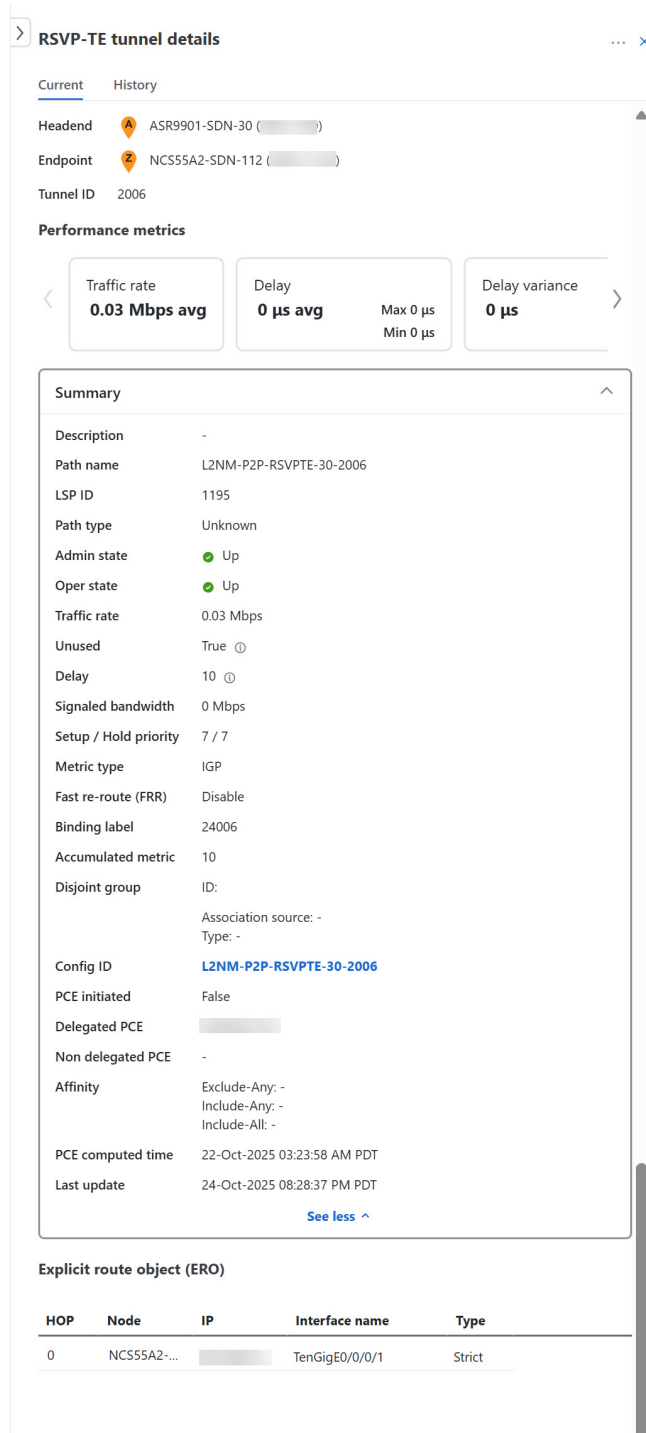 RSVP-TE tunnel details
Current History
Headend A ASR9901-SDN-30 ( )
Endpoint Z NCS55A2-SDN-112 ( )
Tunnel ID 2006
Performance metrics
Traffic rate Delay Delay variance
0.03 Mbps avg 0 µs avg Max 0 µs 0 µs
Min 0 µs
Summary
Description -
Path name L2NM-P2P-RSVPTE-30-2006
LSP ID 1195
Path type Unknown
Admin state Up
Oper state Up
Traffic rate 0.03 Mbps
Unused True
Delay 10
Signaled bandwidth 0 Mbps
Setup / Hold priority 7 / 7
Metric type IGP
Fast re-route (FRR) Disable
Binding label 24006
Accumulated metric 10
Disjoint group ID:
Association source: -
Type: -
Config ID L2NM-P2P-RSVPTE-30-2006
PCE initiated False
Delegated PCE
Non delegated PCE -
Affinity Exclude-Any: -
Include-Any: -
Include-All: -
PCE computed time 22-Oct-2025 03:23:58 AM PDT
Last update 24-Oct-2025 08:28:37 PM PDT
See less
Explicit route object (ERO)
HOP Node IP Interface name Type
0 NCS55A2-... TenGigE0/0/0/1 Strict